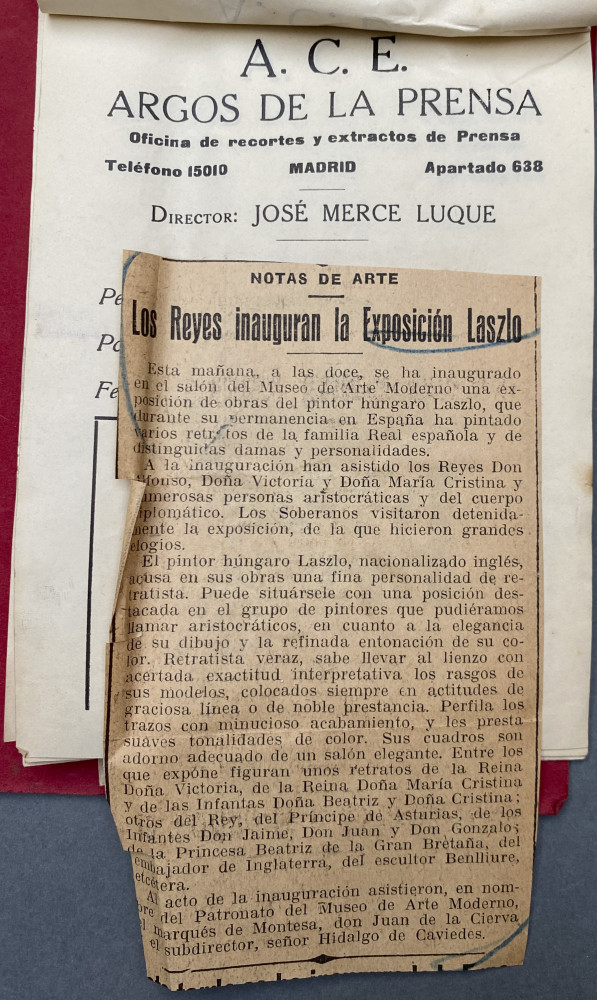 A. C. E.
ARGOS DE LA PRENSA
Oficina de recortes y extractos de Prensa
Teléfono 15010 MADRID Apartado 638
DIRECTOR: JOSÉ MERCE LUQUE
Pe
Po
Fe
NOTAS DE ARTE
Los Reyes inauguran la Exposición Laszlo
Esta mañana, a las doce, se ha inaugurado
en el salón del Museo de Arte Moderno una ex-
posición de obras del pintor húngaro Laszlo, que
durante su permanencia en España ha pintado
varios retratos de la familia Real española y de
distinguidas damas y personalidades.
A la inauguración han asistido los Reyes Don
lfonso, Doña Victoria y Doña María Cristina y
umerosas personas aristocráticas y del cuerpo
iplomático. Los Soberanos visitaron detenida-
mente la exposición, de la que hicieron grandes
elogios.
El pintor húngaro Laszlo, nacionalizado inglés,
acusa en sus obras una fina personalidad de re-
tratista. Puede situársele con una posición des-
tacada en el grupo de pintores que pudiéramos
llamar aristocráticos, en cuanto a la elegancia
de su dibujo y la refinada entonación de su co-
lor. Retratista veraz, sabe llevar al lienzo con
acertada exactitud interpretativa los rasgos de
sus modelos, colocados siempre en actitudes de
graciosa línea o de noble prestancia. Perfila los
trazos con minucioso acabamiento, y les presta
suaves tonalidades de color. Sus cuadros son
adorno adecuado de un salón elegante. Entre los
que expone figuran unos retratos de la Reina
Doña Victoria, de la Reina Doña María Cristina
y de las Infantas Doña Beatriz y Doña Cristina;
otros del Rey, del Príncipe de Asturias, de los
Infantes Don Jaime, Don Juan y Don Gonzalo;
de la Princesa Beatriz de la Gran Bretaña, del
embajador de Inglaterra, del escultor Benlliure,
etcétera.
Al acto de la inauguración asistieron, en nom-
bre del Patronato del Museo de Arte Moderno,
el marqués de Montesa, don Juan de la Cierva
y el subdirector, señor Hidalgo de Caviedes.